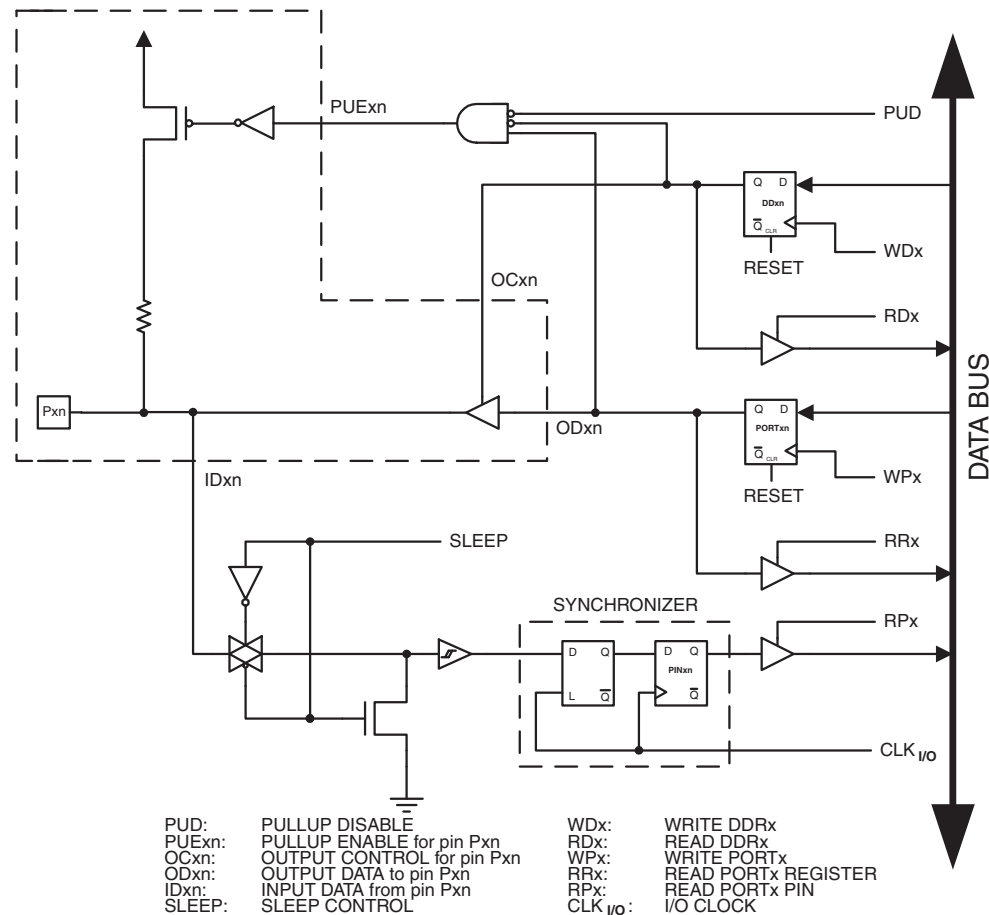 PUExn
PUD
Q D
DDxn
Q CLR
WDx
RESET
OCxn
RDx
Pxn
ODxn
Q D
PORTxn
Q CLR
WPx
RESET
IDxn
SLEEP
RRx
SYNCHRONIZER
RPx
D Q
L Q
D Q
PINxn
Q
CLK I/O
DATA BUS
PUD: PULLUP DISABLE
PUExn: PULLUP ENABLE for pin Pxn
OCxn: OUTPUT CONTROL for pin Pxn
ODxn: OUTPUT DATA to pin Pxn
IDxn: INPUT DATA from pin Pxn
SLEEP: SLEEP CONTROL
WDx: WRITE DDRx
RDx: READ DDRx
WPx: WRITE PORTx
RRx: READ PORTx REGISTER
RPx: READ PORTx PIN
CLK I/O: I/O CLOCK